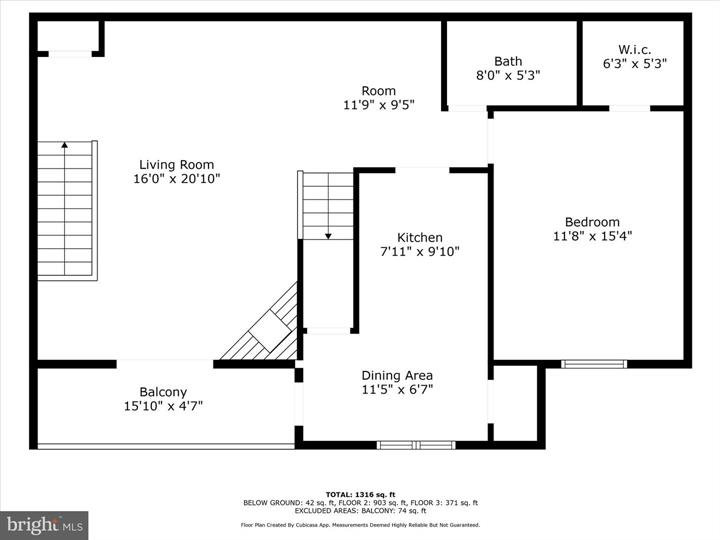 Bath
8'0" x 5'3"
W.i.c.
6'3" x 5'3"
Room
11'9" x 9'5"
Living Room
16'0" x 20'10"
Kitchen
7'11" x 9'10"
Bedroom
11'8" x 15'4"
Dining Area
11'5" x 6'7"
Balcony
15'10" x 4'7"
TOTAL: 1316 sq. ft
BELOW GROUND: 42 sq. ft, FLOOR 2: 903 sq. ft, FLOOR 3: 371 sq. ft
EXCLUDED AREAS: BALCONY: 74 sq. ft
Floor Plan Created By Cubicasa App. Measurements Deemed Highly Reliable But Not Guaranteed.
bright MLS